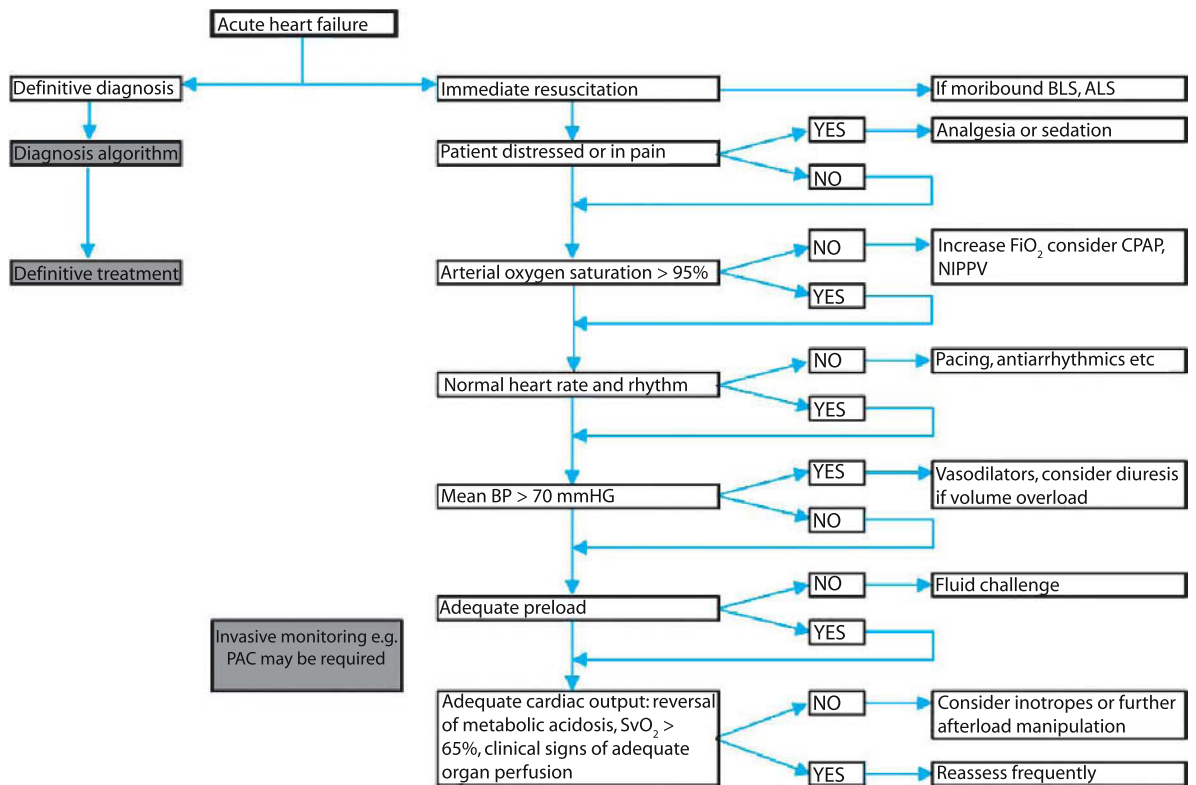 Acute heart failure
Definitive diagnosis
Immediate resuscitation
If moribound BLS, ALS
Diagnosis algorithm
Patient distressed or in pain
YES
Analgesia or sedation
NO
Definitive treatment
Arterial oxygen saturation > 95%
NO
Increase FiO₂ consider CPAP,
NIPPV
YES
Normal heart rate and rhythm
NO
Pacing, antiarrhythmics etc
YES
Mean BP > 70 mmHG
YES
Vasodilators, consider diuresis
if volume overload
NO
Adequate preload
NO
Fluid challenge
YES
Invasive monitoring e.g.
PAC may be required
Adequate cardiac output: reversal
of metabolic acidosis, SvO₂ >
65%, clinical signs of adequate
organ perfusion
NO
Consider inotropes or further
afterload manipulation
YES
Reassess frequently